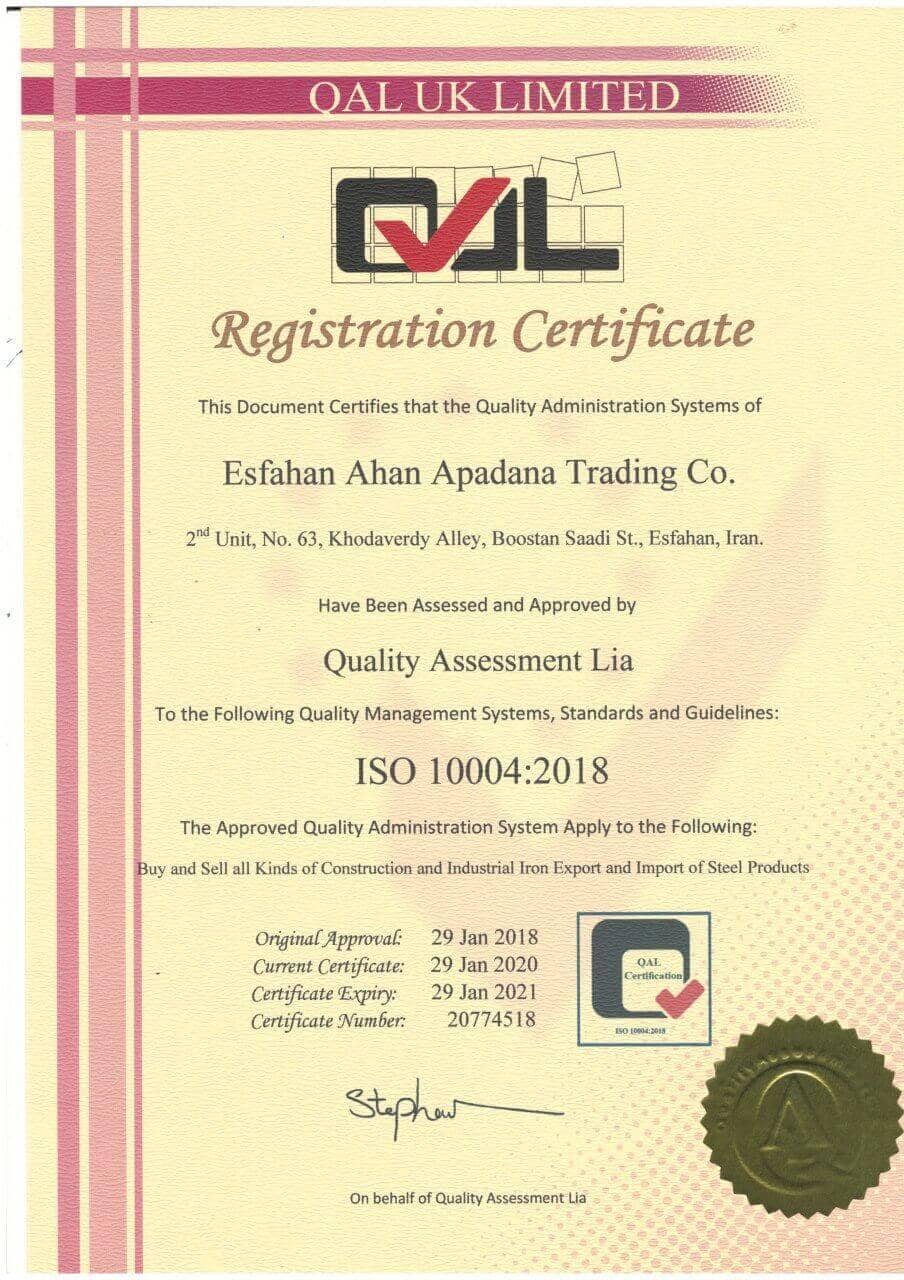 QAL UK LIMITED
QAL
Registration Certificate
This Document Certifies that the Quality Administration Systems of
Esfahan Ahan Apadana Trading Co.
2nd Unit, No. 63, Khodaverdy Alley, Boostan Saadi St., Esfahan, Iran.
Have Been Assessed and Approved by
Quality Assessment Lia
To the Following Quality Management Systems, Standards and Guidelines:
ISO 10004:2018
The Approved Quality Administration System Apply to the Following:
Buy and Sell all Kinds of Construction and Industrial Iron Export and Import of Steel Products
Original Approval: 29 Jan 2018
Current Certificate: 29 Jan 2020
Certificate Expiry: 29 Jan 2021
Certificate Number: 20774518
QAL
Certification
ISO 10004:2018
Stephen
On behalf of Quality Assessment Lia